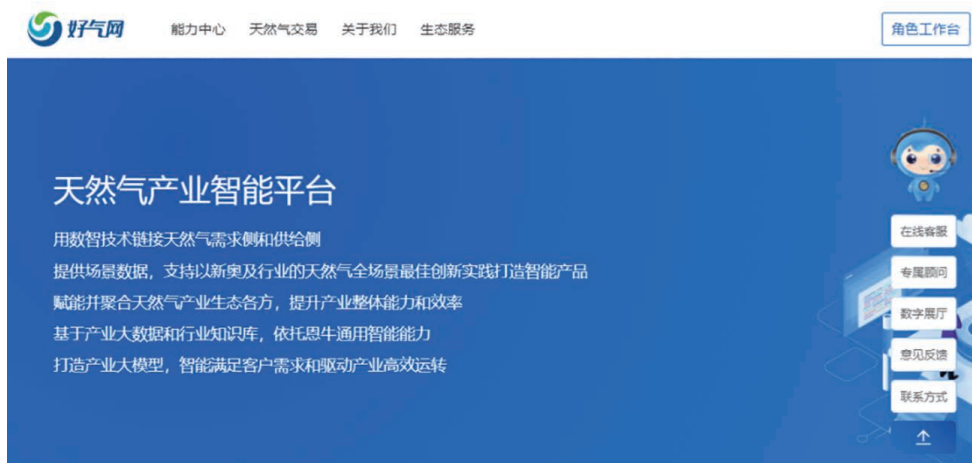 好气网
能力中心 天然气交易 关于我们 生态服务
角色工作台
天然气产业智能平台
用数智技术链接天然气需求侧和供给侧
提供场景数据，支持以新奥及行业的天然气全场景最佳创新实践打造智能产品
赋能并聚合天然气产业生态各方，提升产业整体能力和效率
基于产业大数据和行业知识库，依托恩牛通用智能能力
打造产业大模型，智能满足客户需求和驱动产业高效运转
在线客服
专属顾问
数字展厅
意见反馈
联系方式